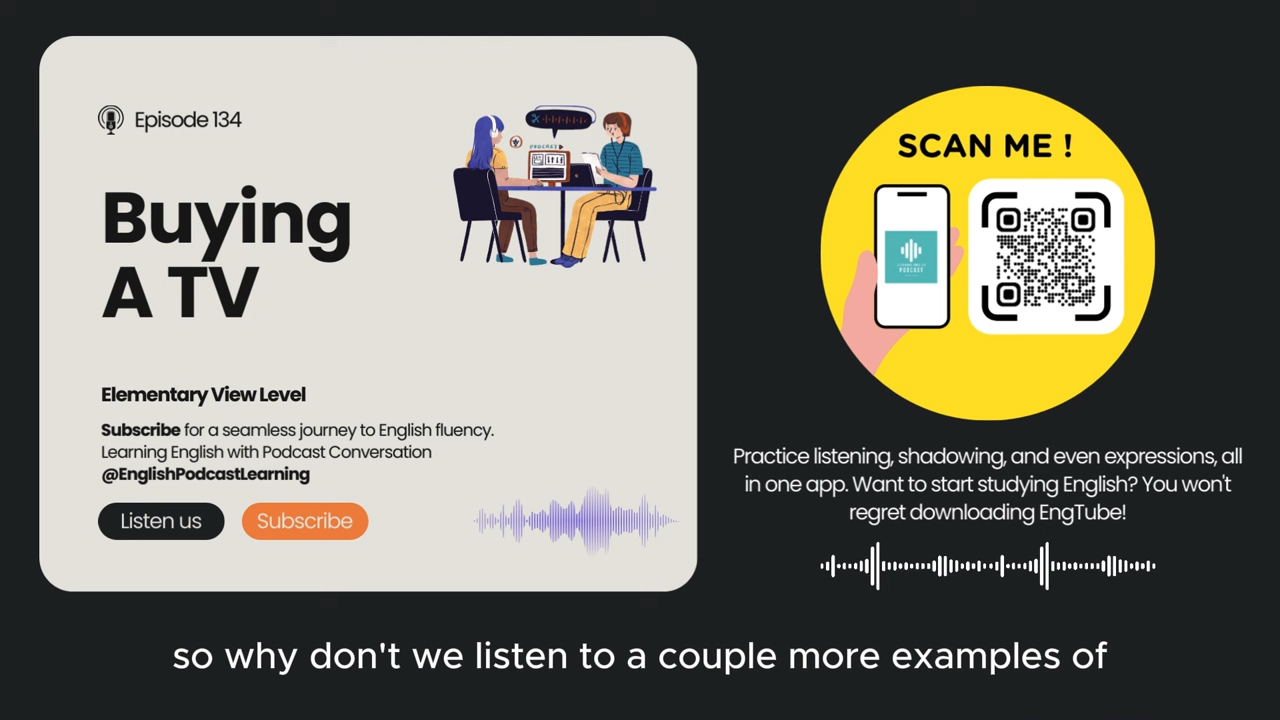 Episode 134
Buying
A TV
Elementary View Level
Subscribe for a seamless journey to English fluency.
Learning English with Podcast Conversation
@EnglishPodcastLearning
Listen us
Subscribe
PODCAST
SCAN ME !
PODCAST
Practice listening, shadowing, and even expressions, all
in one app. Want to start studying English? You won't
regret downloading EngTube!
so why don't we listen to a couple more examples of